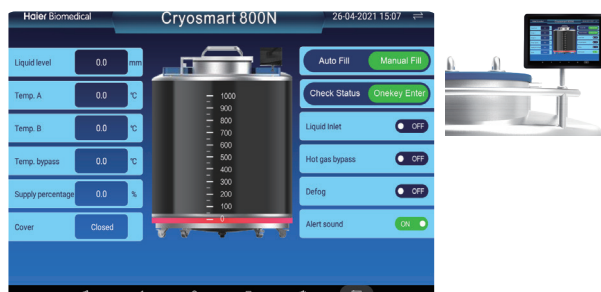 Haier Biomedical
Cryosmart 800N
26-04-2021 15:07
Liquid level 0.0 mm
Temp. A 0.0 ℃
Temp. B 0.0 ℃
Temp. bypass 0.0 ℃
Supply percentage 0.0 %
Cover Closed
1000
900
800
700
600
500
400
300
200
100
0
Auto Fill Manual Fill
Check Status Onekey Enter
Liquid Inlet OFF
Hot gas bypass OFF
Defog OFF
Alert sound ON